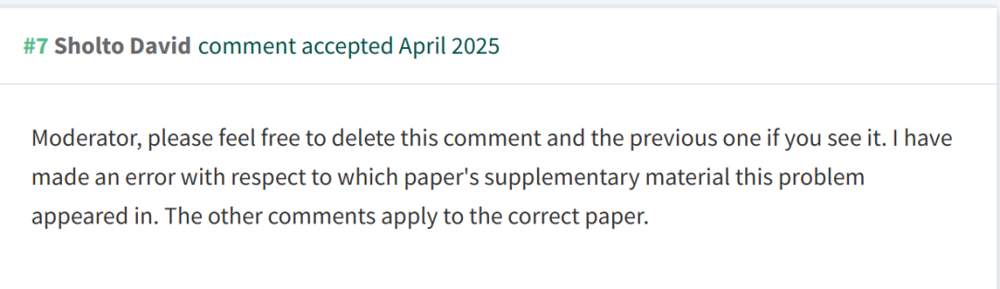 #7 Sholto David comment accepted April 2025
Moderator, please feel free to delete this comment and the previous one if you see it. I have
made an error with respect to which paper's supplementary material this problem
appeared in. The other comments apply to the correct paper.